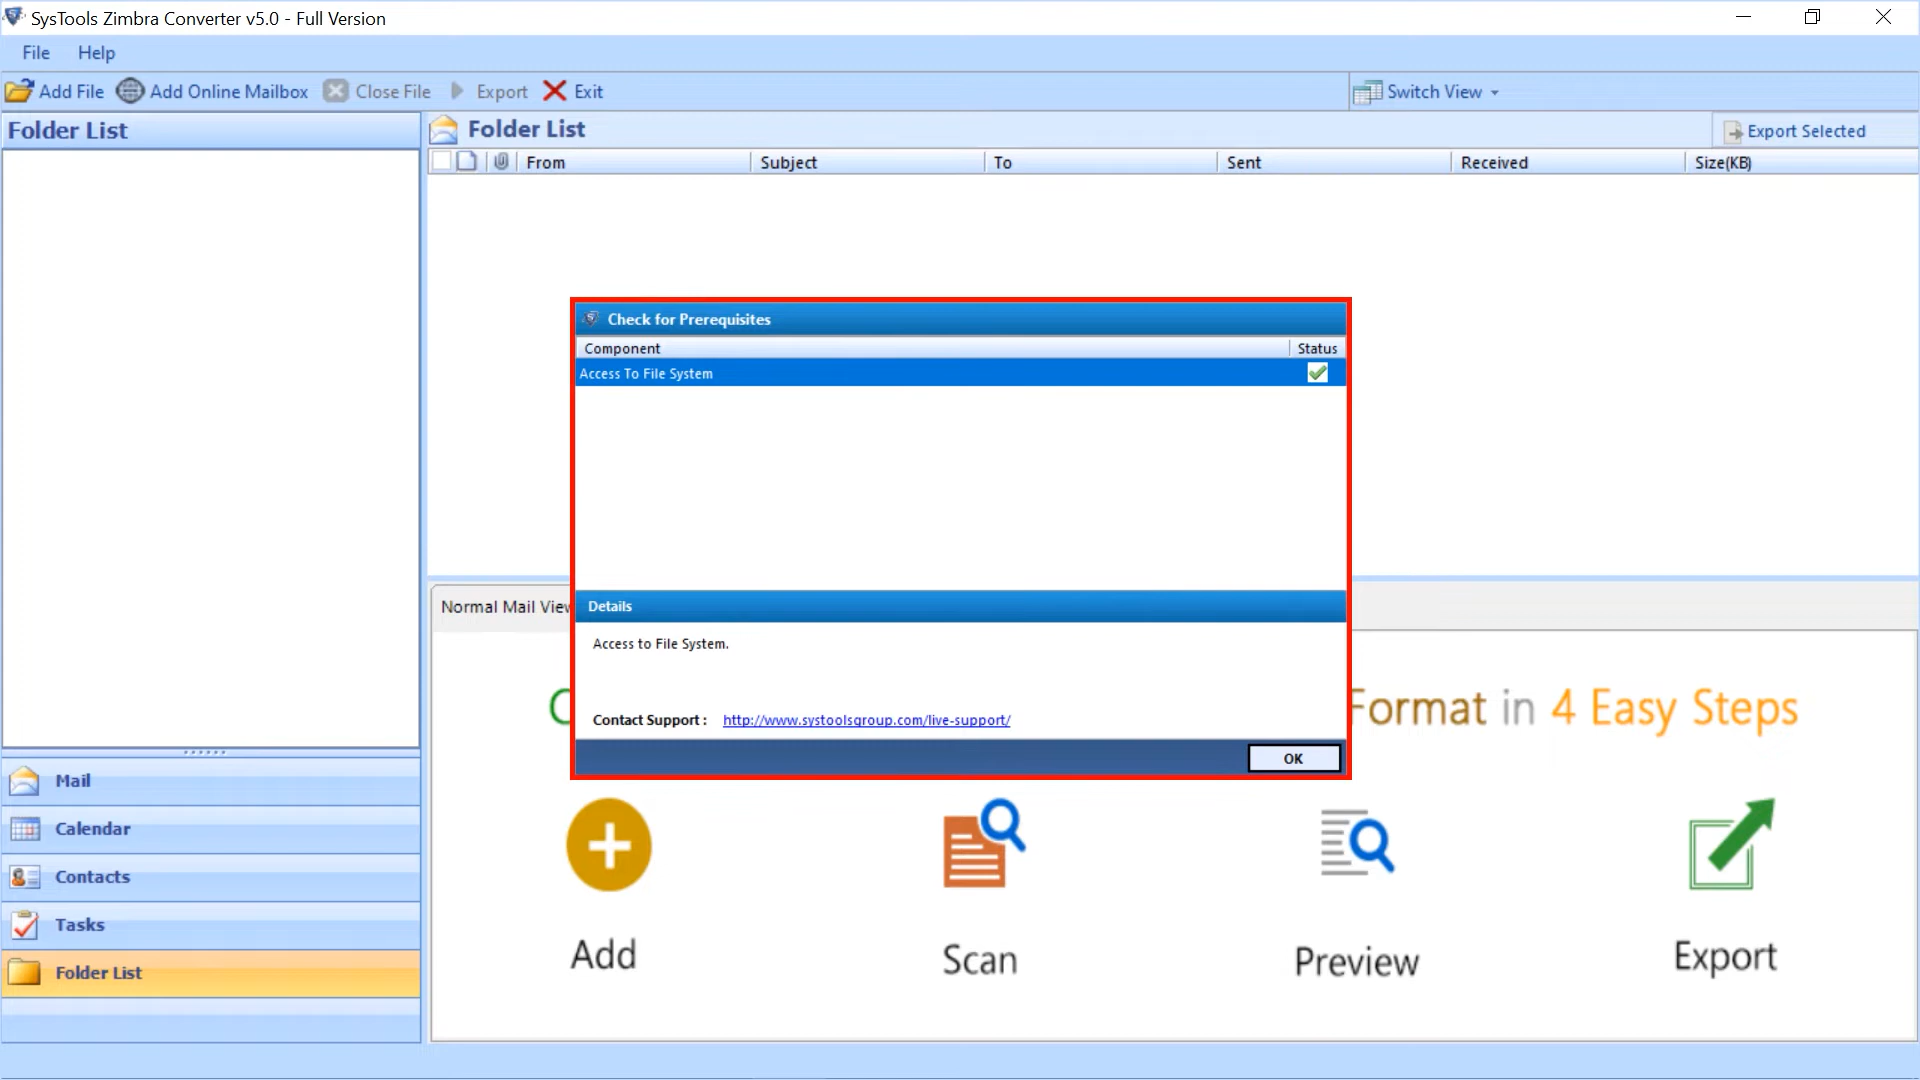 SysTools Zimbra Converter v5.0 - Full Version
File Help
Add File Add Online Mailbox Close File Export Exit Switch View
Folder List
Folder List
Export Selected
From Subject To Sent Received Size(KB)
Check for Prerequisites
Component Status
Access To File System
Normal Mail View
Details
Access to File System.
Contact Support : http://www.systoolsgroup.com/live-support/
OK
Format in 4 Easy Steps
Mail
Calendar
Contacts
Tasks
Folder List
Add
Scan
Preview
Export